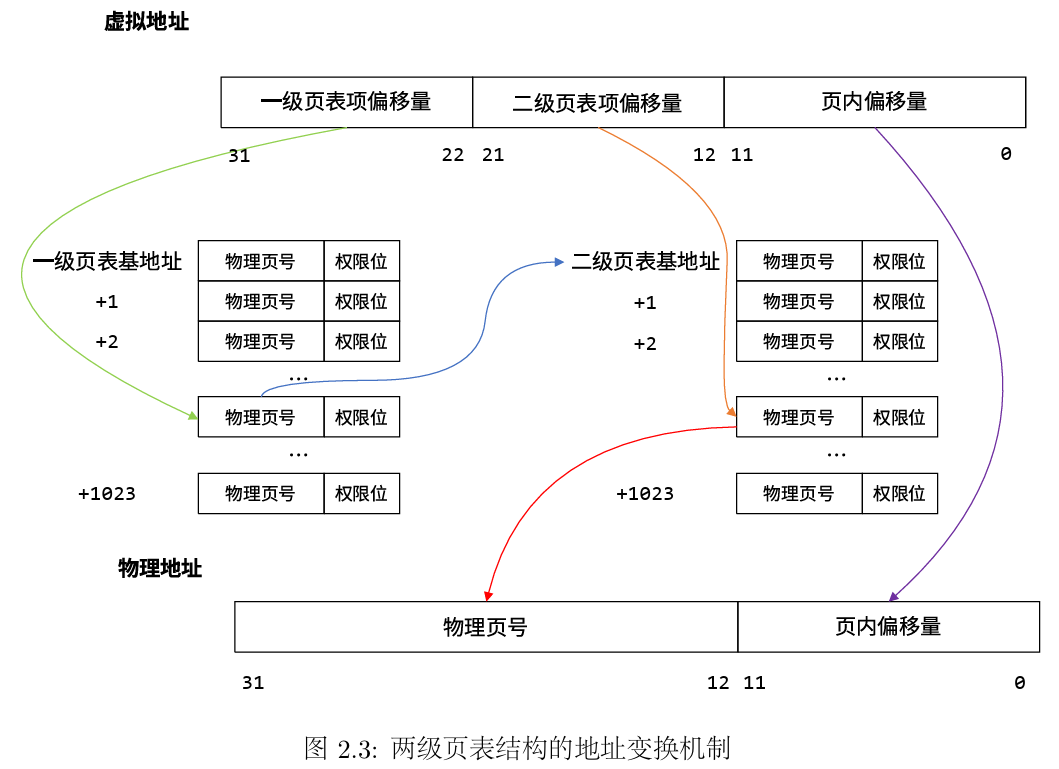 虚拟地址
一级页表项偏移量 二级页表项偏移量 页内偏移量
31 22 21 12 11 0
一级页表基地址 物理页号 权限位 二级页表基地址 物理页号 权限位
+1 物理页号 权限位 +1 物理页号 权限位
+2 物理页号 权限位 +2 物理页号 权限位
... ...
物理页号 权限位 物理页号 权限位
... ...
+1023 物理页号 权限位 +1023 物理页号 权限位
物理地址
物理页号 页内偏移量
31 12 11 0
图 2.3: 两级页表结构的地址变换机制